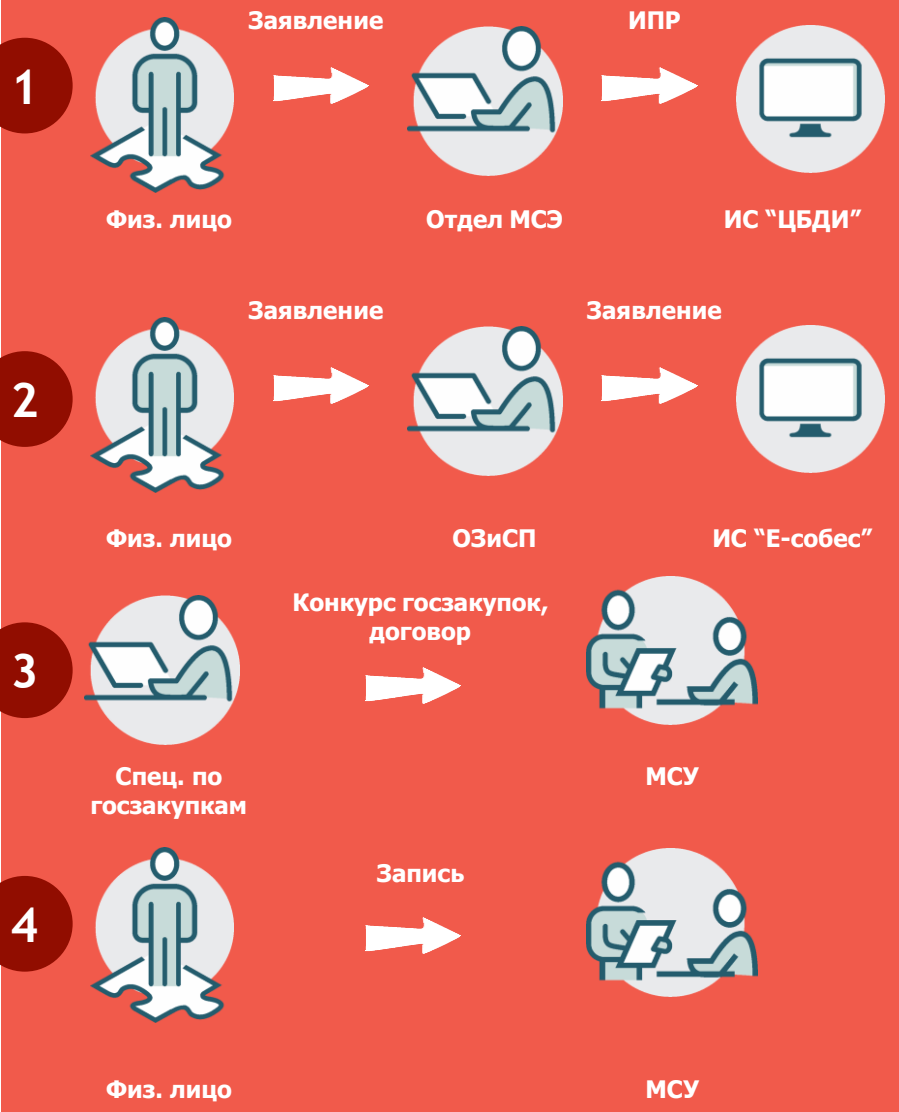 Заявление
ИПР
1
Физ. лицо
Отдел МСЭ
ИС “ЦБДИ”
Заявление
Заявление
2
Физ. лицо
ОЗиСП
ИС “Е-собес”
Конкурс госзакупок,
договор
3
Спец. по
госзакупкам
МСУ
Запись
4
Физ. лицо
МСУ